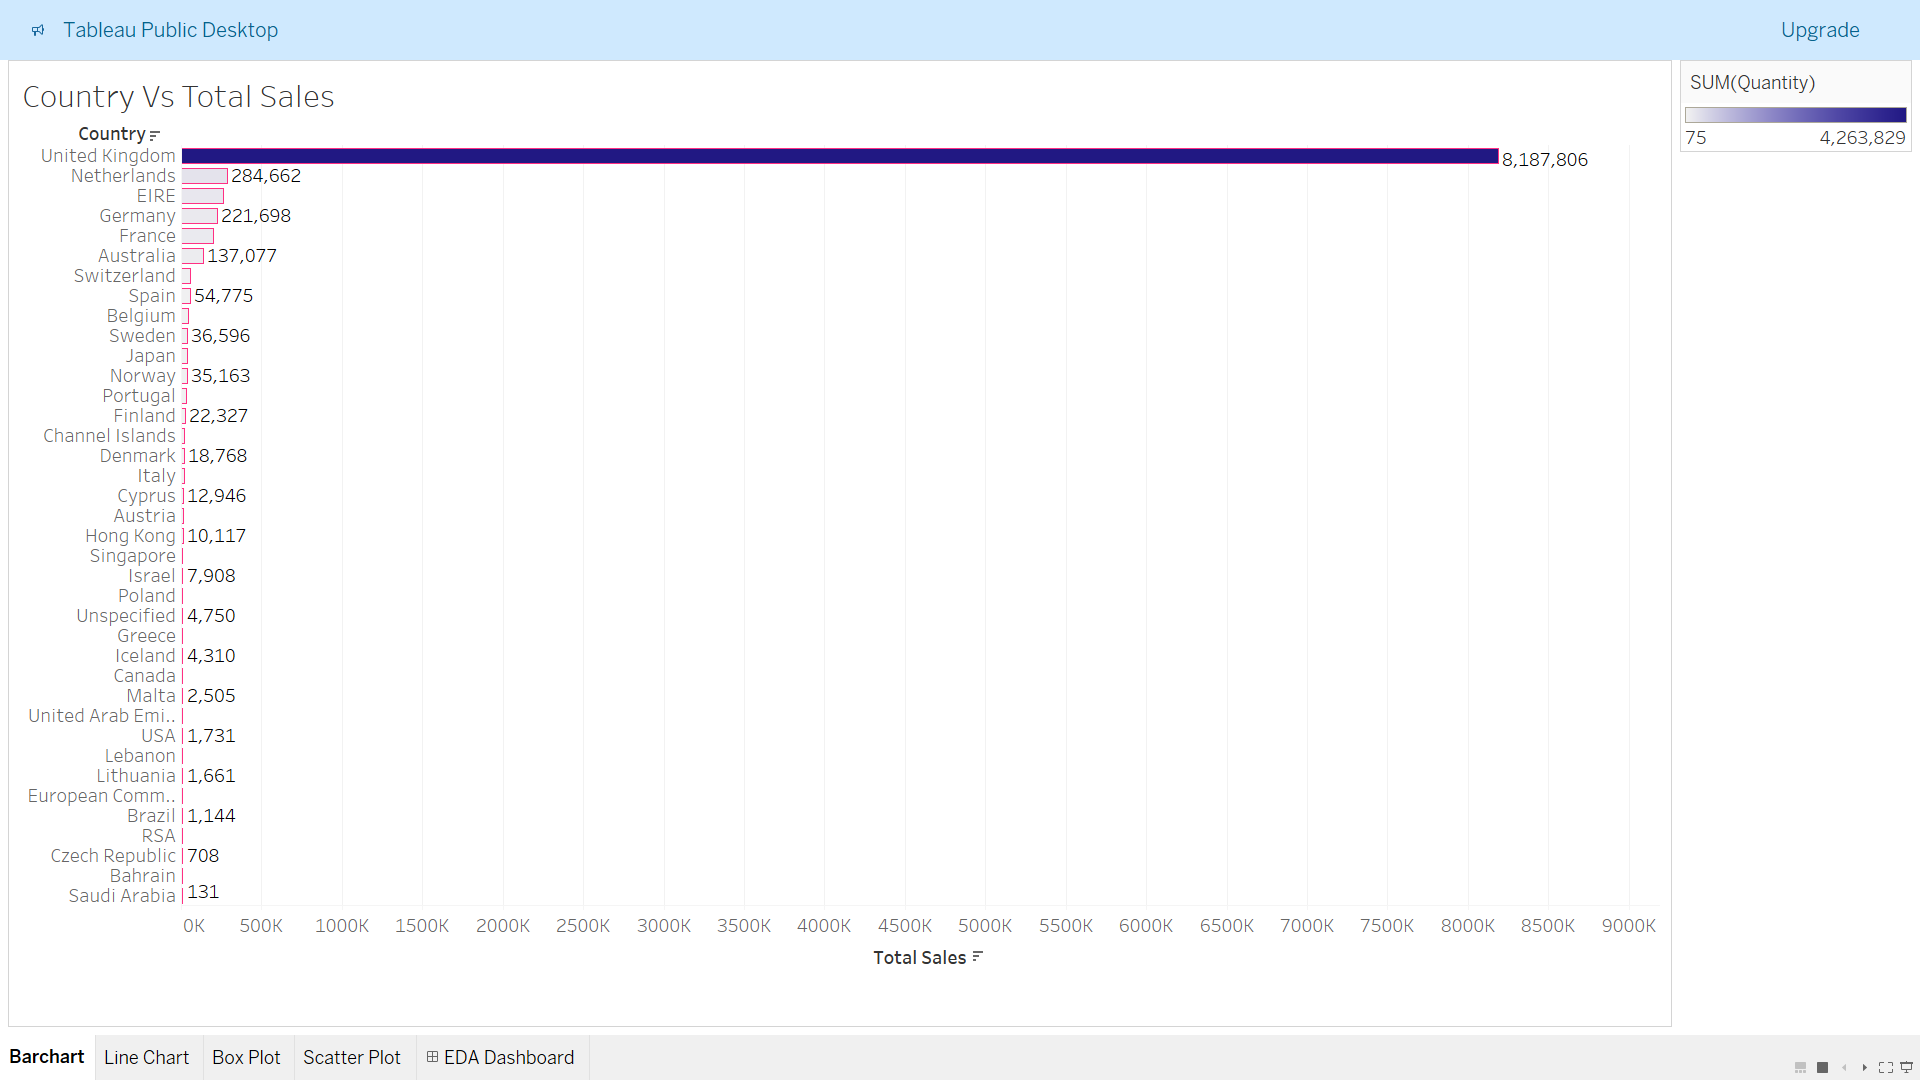 Tableau Public Desktop
Upgrade
Country Vs Total Sales
SUM(Quantity)
75 4,263,829
Country
United Kingdom 8,187,806
Netherlands 284,662
EIRE
Germany 221,698
France
Australia 137,077
Switzerland
Spain 54,775
Belgium
Sweden 36,596
Japan
Norway 35,163
Portugal
Finland 22,327
Channel Islands
Denmark 18,768
Italy
Cyprus 12,946
Austria
Hong Kong 10,117
Singapore
Israel 7,908
Poland
Unspecified 4,750
Greece
Iceland 4,310
Canada
Malta 2,505
United Arab Emi..
USA 1,731
Lebanon
Lithuania 1,661
European Comm..
Brazil 1,144
RSA
Czech Republic 708
Bahrain
Saudi Arabia 131
0K 500K 1000K 1500K 2000K 2500K 3000K 3500K 4000K 4500K 5000K 5500K 6000K 6500K 7000K 7500K 8000K 8500K 9000K
Total Sales
Barchart Line Chart Box Plot Scatter Plot EDA Dashboard